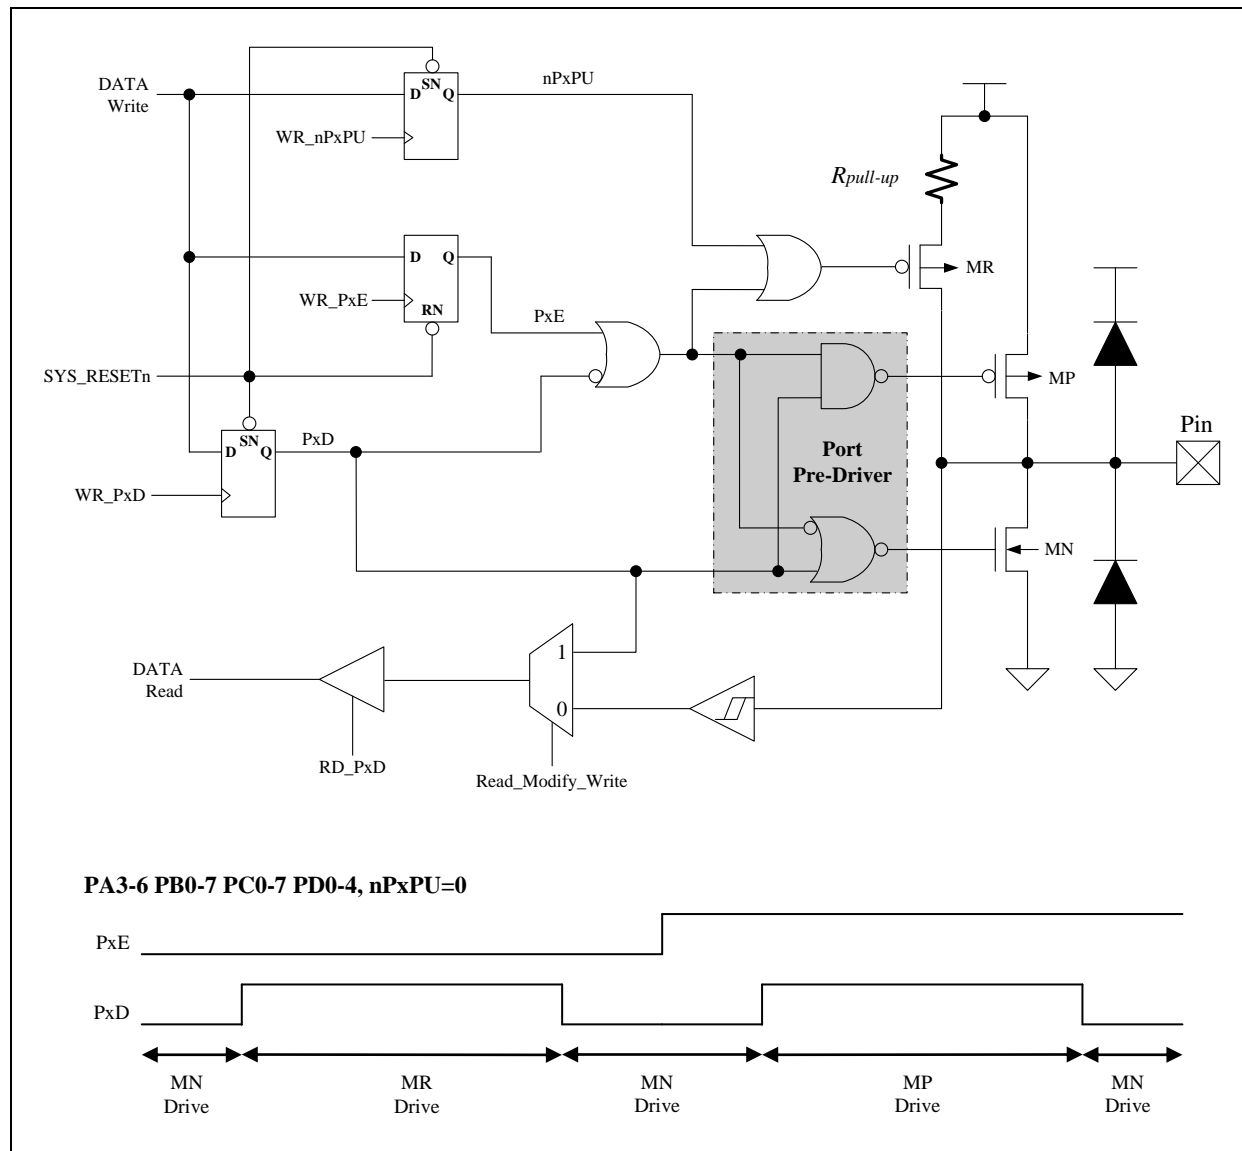 DATA
Write
SN
D Q
nPxPU
WR_nPxPU
Rpull-up
D Q
WR_PxE
RN
PxE
MR
SYS_RESETn
MP
SN
D Q
PxD
Port
Pre-Driver
Pin
WR_PxD
MN
1
DATA
Read
0
RD_PxD
Read_Modify_Write
PA3-6 PB0-7 PC0-7 PD0-4, nPxPU=0
PxE
PxD
MN
Drive
MR
Drive
MN
Drive
MP
Drive
MN
Drive